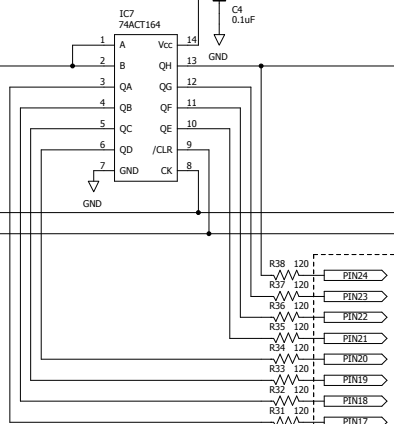 IC7
74ACT164
C4
0.1uF
GND
1 A Vcc 14
2 B QH 13
3 QA QG 12
4 QB QF 11
5 QC QE 10
6 QD /CLR 9
7 GND CK 8
GND
R38 120 PIN24
R37 120 PIN23
R36 120 PIN22
R35 120 PIN21
R34 120 PIN20
R33 120 PIN19
R32 120 PIN18
R31 120 PIN17